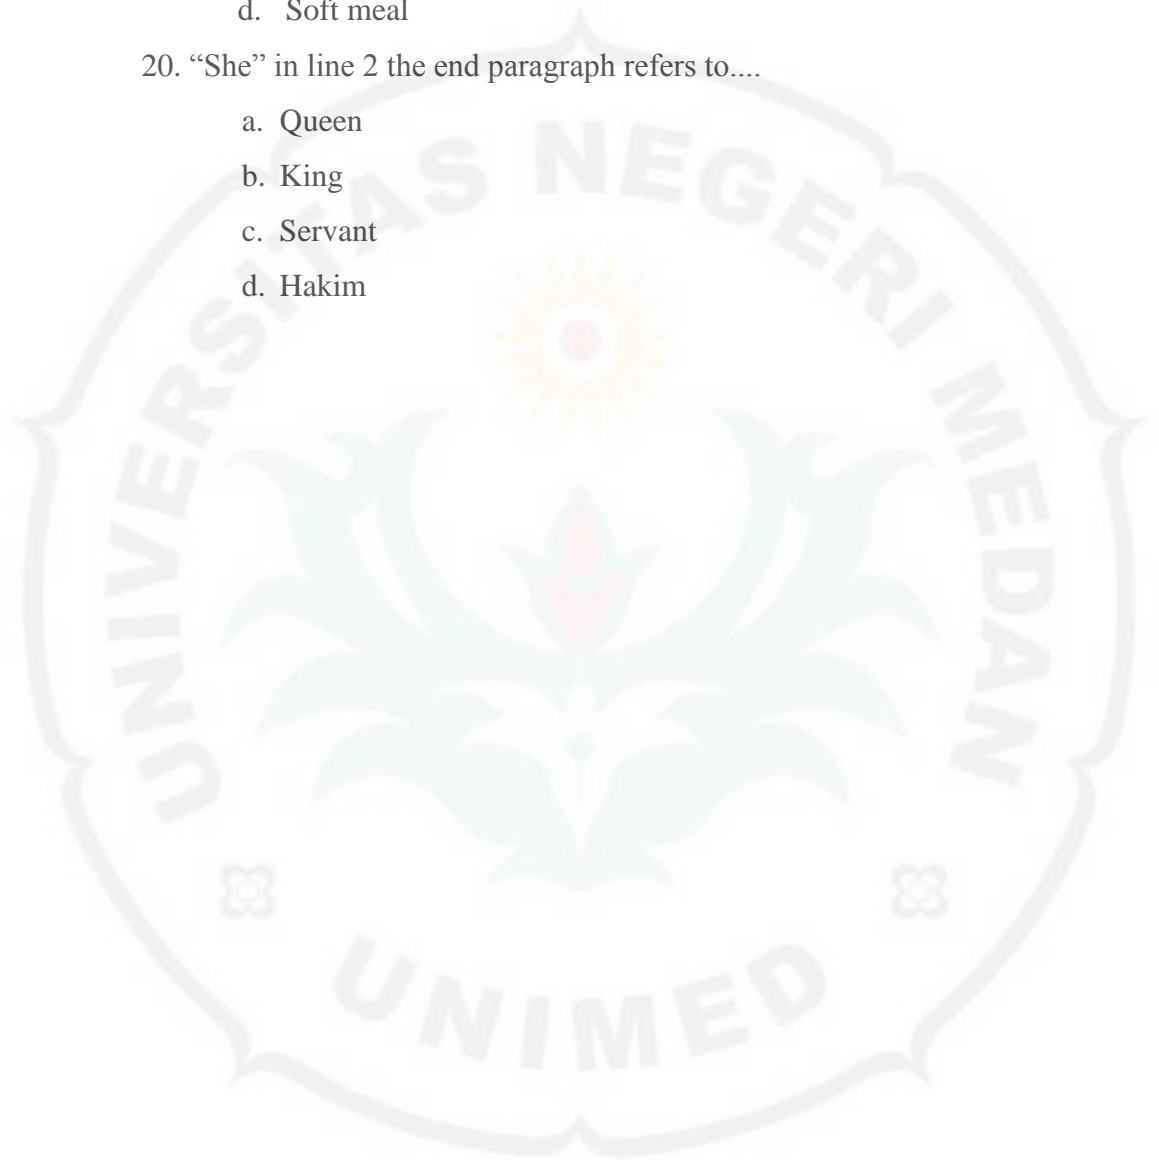 d. Soft meal
20. “She” in line 2 the end paragraph refers to....
a. Queen
b. King
c. Servant
d. Hakim
UNIVERSITAS NEGERI MEDAN
UNIMED